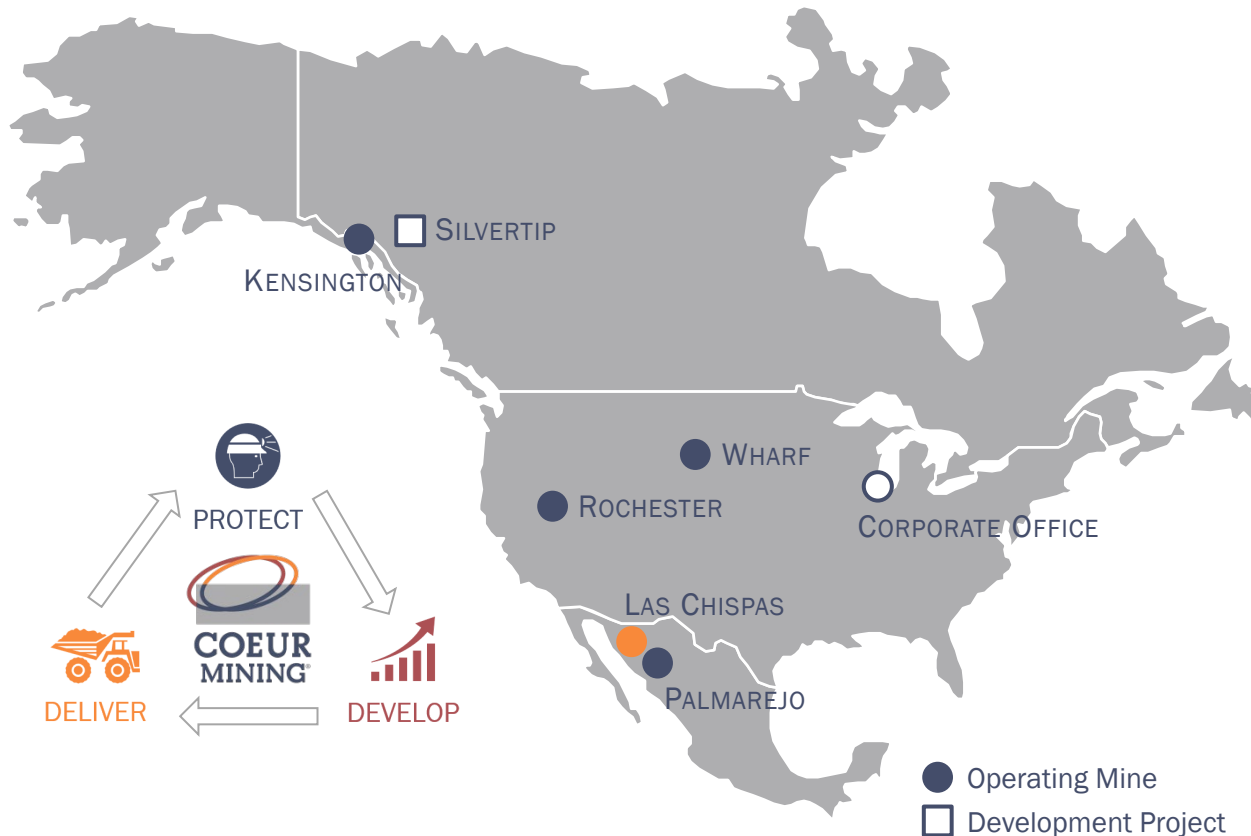 SILVERTIP
KENSINGTON
WHARF
ROCHESTER
CORPORATE OFFICE
PROTECT
LAS CHISPAS
COEUR
MINING®
PALMAREJO
DELIVER
DEVELOP
Operating Mine
Development Project